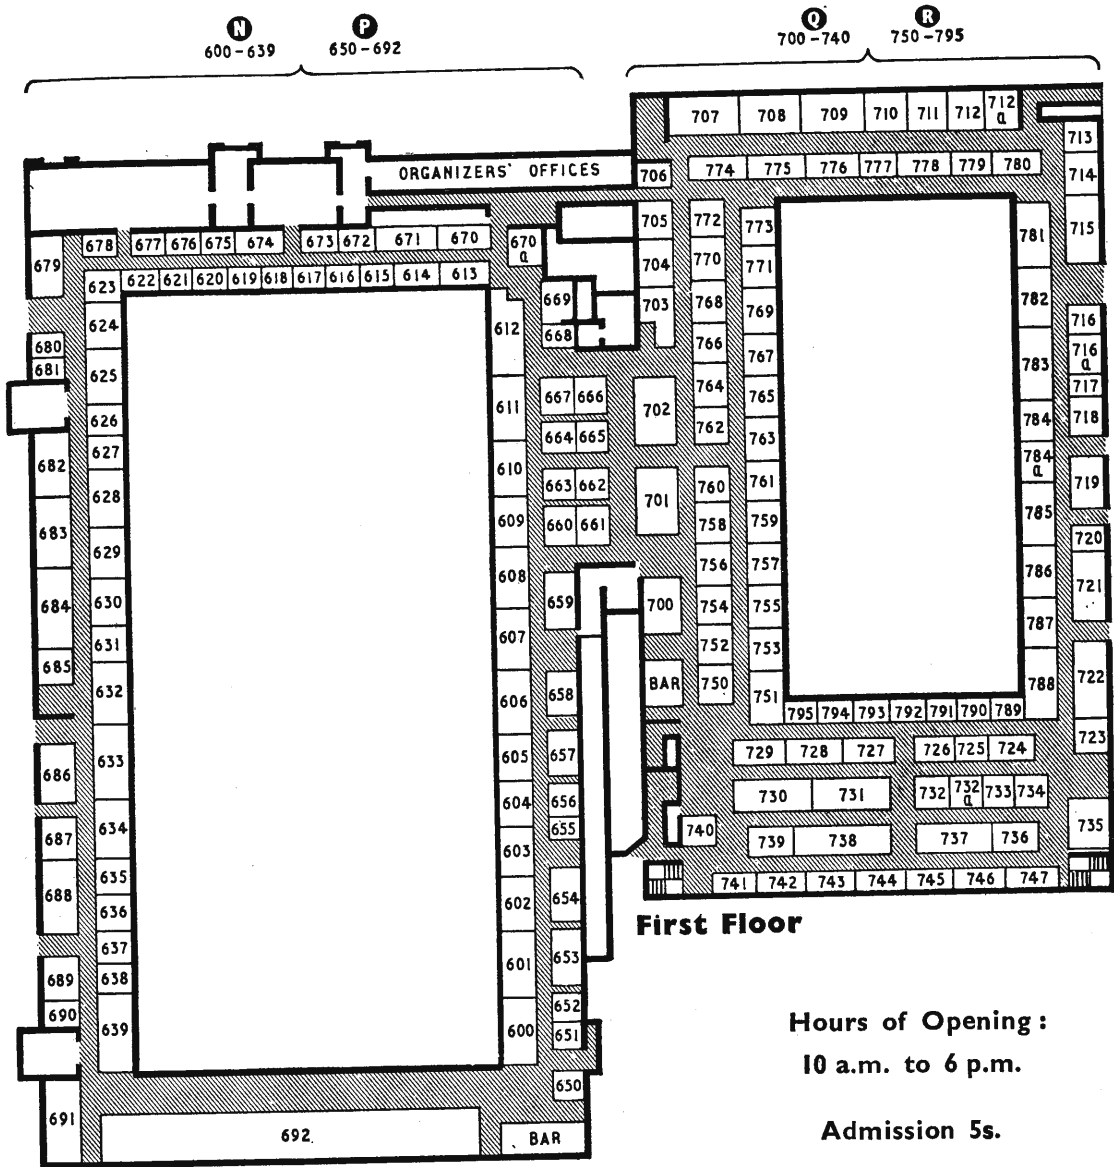 N P
600-639 650-692
Q R
700-740 750-795
707 708 709 710 711 712 712a
713
ORGANIZERS' OFFICES
706 774 775 776 777 778 779 780
714
705 772 773 781 715
678 677 676 675 674 673 672 671 670 670a
679
704 770 771
623 622 621 620 619 618 617 616 615 614 613
669 703 768 769 782
624 612 668 716
680 766 767 783 716a
681 625 764 765 717
611 667 666 702 784 718
626 762 763
627 664 665
682 610 784a
628 663 662 760 761 719
609 701 785
683 660 661 758 759
629 720
608 756 757 786 721
684 630 659 700 754 755
607 787
631 752 753
685 632 606 658 BAR 750 751 788 722
795 794 793 792 791 790 789
633 605 657 729 728 727 726 725 724 723
686
604 656 730 731 732 732a 733 734
687 634 655 740 735
603 739 738 737 736
635
688 602 654 741 742 743 744 745 746 747
636
First Floor
637 653
689 638 601
690 652
639 600 651
Hours of Opening :
10 a.m. to 6 p.m.
650
691
692 BAR
Admission 5s.